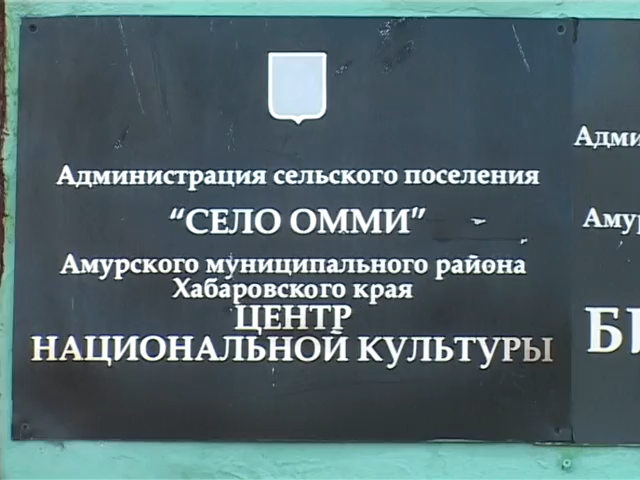 Администрация сельского поселения
“СЕЛО ОММИ”
Амурского муниципального района
Хабаровского края
ЦЕНТР
НАЦИОНАЛЬНОЙ КУЛЬТУРЫ